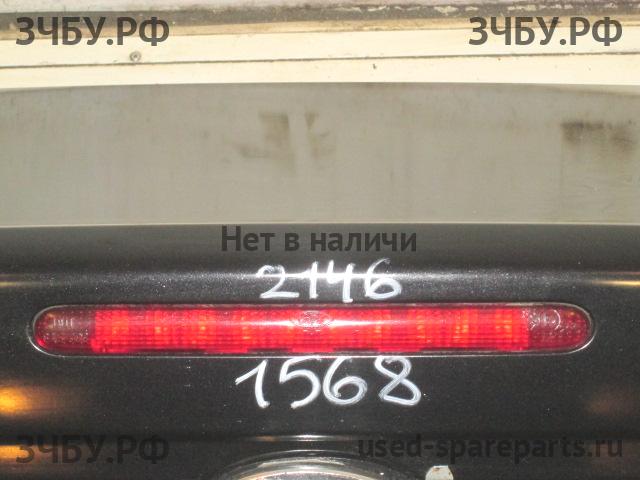 ЗЧБУ.РФ ЗЧБУ.РФ
Нет в наличи
2146
1568
ЗЧБУ.РФ used-spareparts.ru